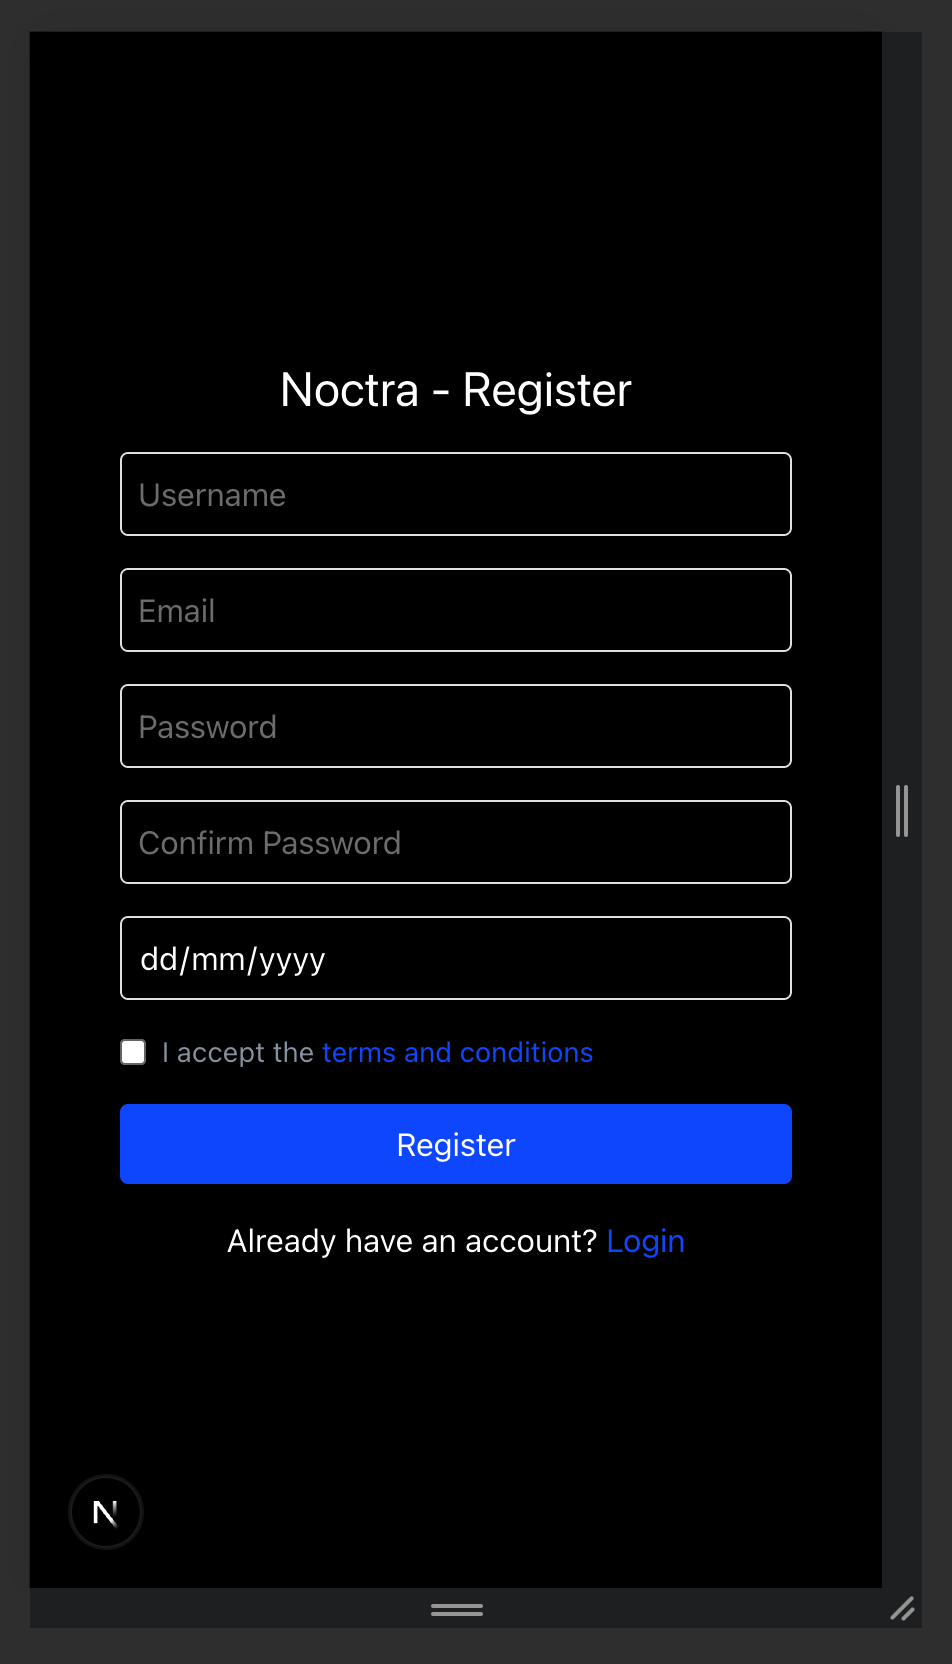 Noctra - Register
Username
Email
Password
Confirm Password
dd/mm/yyyy
I accept the terms and conditions
Register
Already have an account? Login
N